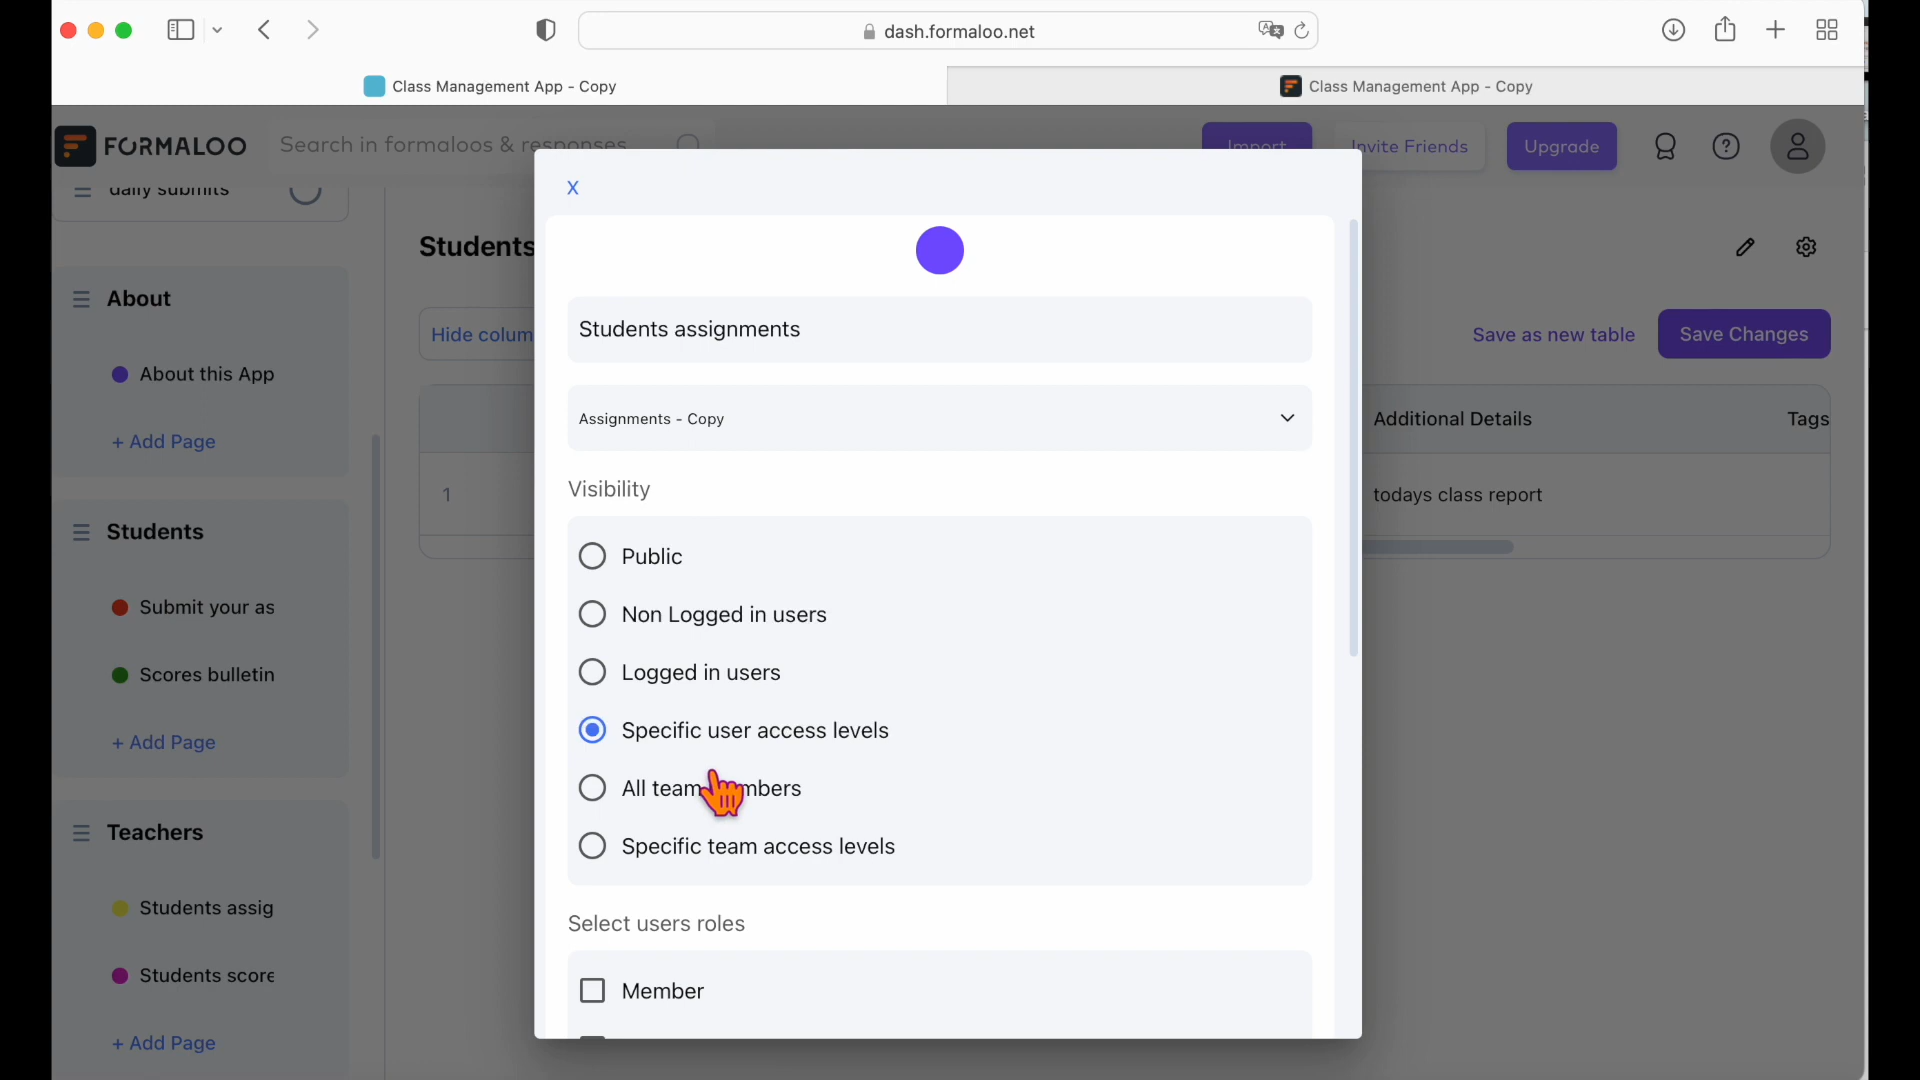 dash.formaloo.net
Class Management App - Copy
Class Management App - Copy
FORMALOO
Search in formaloos & responses
Import
Invite Friends
Upgrade
daily submits
X
Students
Students assignments
Hide colum
Save as new table
Save Changes
Assignments - Copy
Additional Details
Tags
1
todays class report
Visibility
Public
Non Logged in users
Logged in users
Specific user access levels
All team
mbers
Specific team access levels
Select users roles
Member
About
About this App
+ Add Page
Students
Submit your as
Scores bulletin
+ Add Page
Teachers
Students assig
Students score
+ Add Page